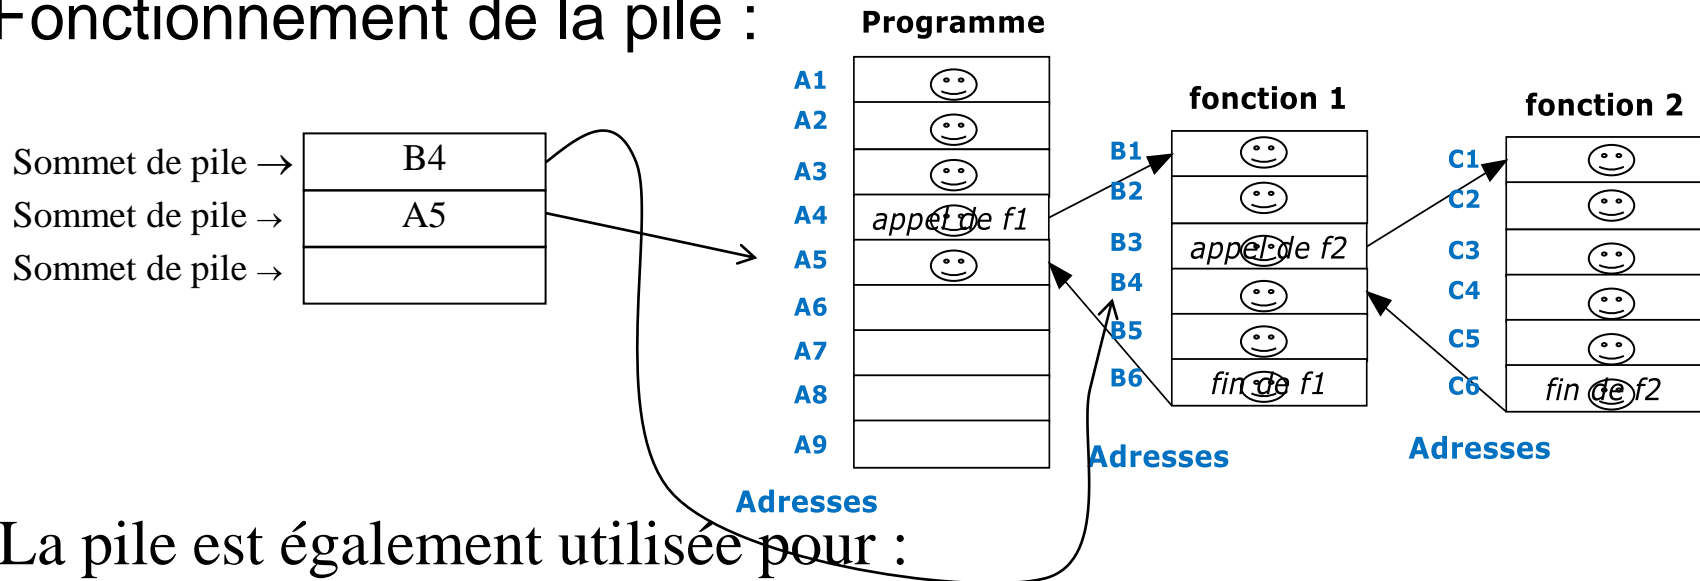 Fonctionnement de la pile :
Programme
fonction 1
fonction 2
Sommet de pile → B4
Sommet de pile → A5
Sommet de pile →
A1
A2
A3
A4 appel de f1
A5
A6
A7
A8
A9
Adresses
B1
B2
B3 appel de f2
B4
B5
B6 fin de f1
Adresses
C1
C2
C3
C4
C5
C6 fin de f2
Adresses
La pile est également utilisée pour :